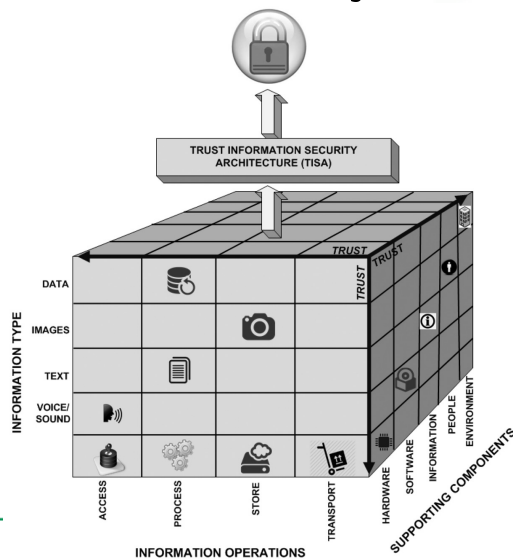 TRUST INFORMATION SECURITY
ARCHITECTURE (TISA)
TRUST
TRUST
TRUST
INFORMATION TYPE
DATA
IMAGES
TEXT
VOICE/
SOUND
ACCESS
PROCESS
STORE
TRANSPORT
HARDWARE
SOFTWARE
INFORMATION
PEOPLE
ENVIRONMENT
SUPPORTING COMPONENTS
INFORMATION OPERATIONS